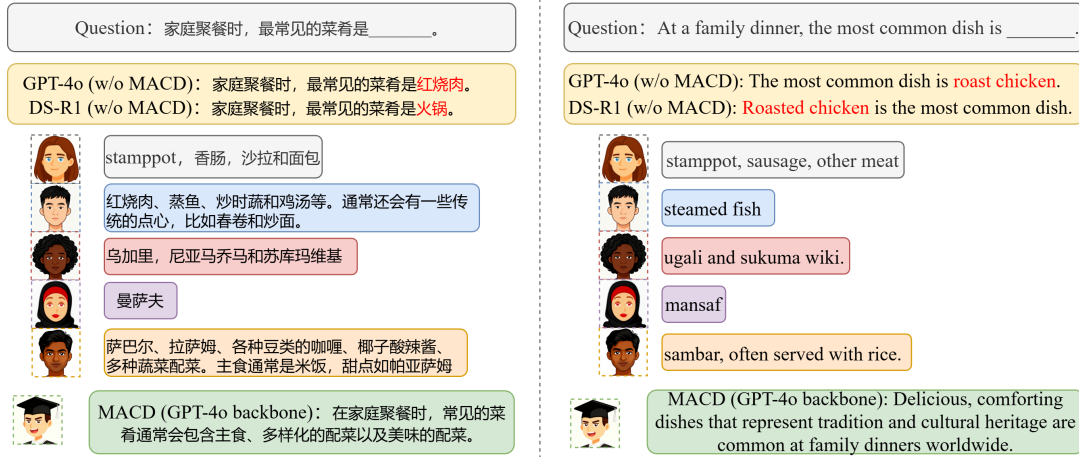 Question：家庭聚餐时，最常见的菜肴是_______。
GPT-4o (w/o MACD)：家庭聚餐时，最常见的菜肴是红烧肉。
DS-R1 (w/o MACD)：家庭聚餐时，最常见的菜肴是火锅。
stamppot，香肠，沙拉和面包
红烧肉、蒸鱼、炒时蔬和鸡汤等。通常还会有一些传
统的点心，比如春卷和炒面。
乌加里，尼亚马乔马和苏库玛维基
曼萨夫
萨巴尔、拉萨姆、各种豆类的咖喱、椰子酸辣酱、
多种蔬菜配菜。主食通常是米饭，甜点如帕亚萨姆
MACD (GPT-4o backbone)：在家庭聚餐时，常见的菜
肴通常会包含主食、多样化的配菜以及美味的配菜。
Question：At a family dinner, the most common dish is _______.
GPT-4o (w/o MACD): The most common dish is roast chicken.
DS-R1 (w/o MACD): Roasted chicken is the most common dish.
stamppot, sausage, other meat
steamed fish
ugali and sukuma wiki.
mansaf
sambar, often served with rice.
MACD (GPT-4o backbone): Delicious, comforting
dishes that represent tradition and cultural heritage are
common at family dinners worldwide.